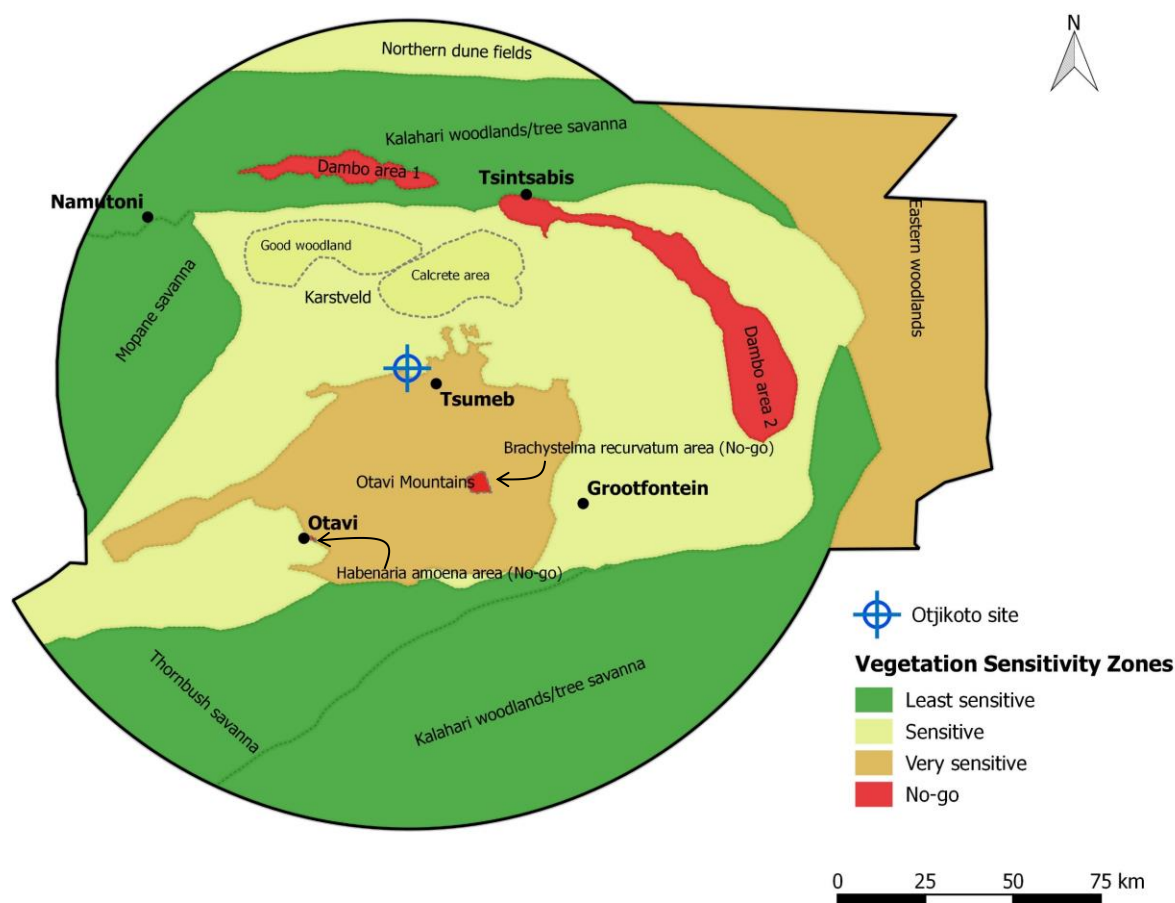 N
Northern dune fields
Kalahari woodlands/tree savanna
Dambo area 1
Tsintsabis
Namutoni
Eastern woodlands
Good woodland
Calcrete area
Karstveld
Mopane savanna
Dambo area 2
Tsumeb
Brachystelma recurvatum area (No-go)
Otavi Mountains
Grootfontein
Otavi
Habenaria amoena area (No-go)
Thornbush savanna
Kalahari woodlands/tree savanna
Otjikoto site
Vegetation Sensitivity Zones
Least sensitive
Sensitive
Very sensitive
No-go
0 25 50 75 km